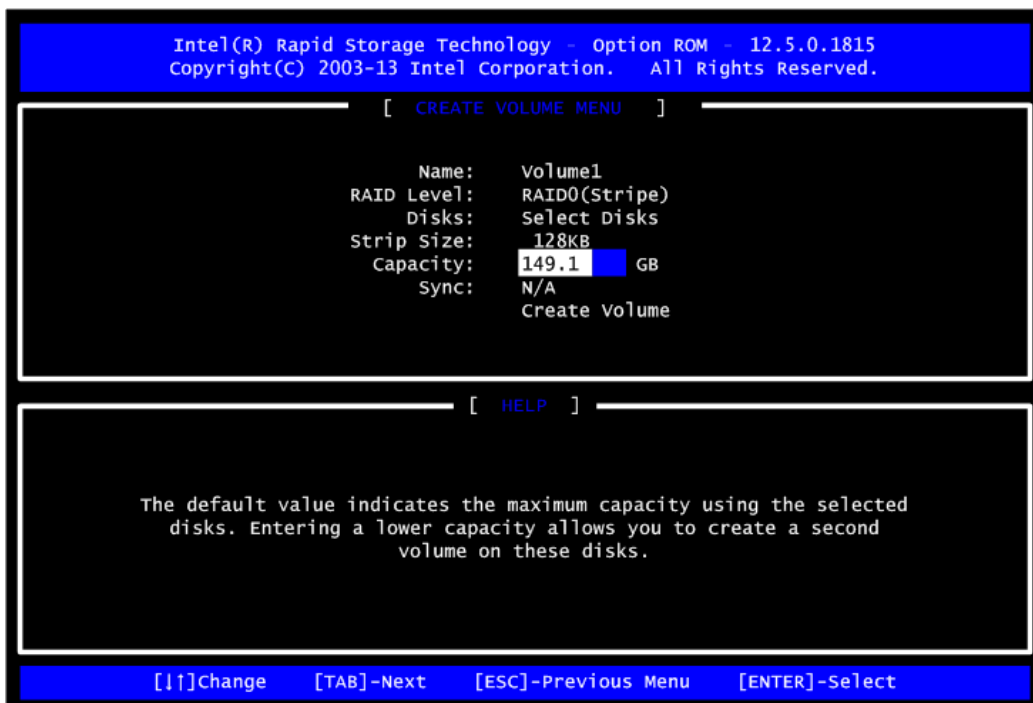 Intel(R) Rapid Storage Technology - Option ROM - 12.5.0.1815
Copyright(C) 2003-13 Intel Corporation. All Rights Reserved.
[ CREATE VOLUME MENU ]
Name: Volume1
RAID Level: RAID0(Stripe)
Disks: Select Disks
Strip Size: 128KB
Capacity: 149.1 GB
Sync: N/A
Create Volume
[ HELP ]
The default value indicates the maximum capacity using the selected
disks. Entering a lower capacity allows you to create a second
volume on these disks.
[↓↑]Change [TAB]-Next [ESC]-Previous Menu [ENTER]-Select